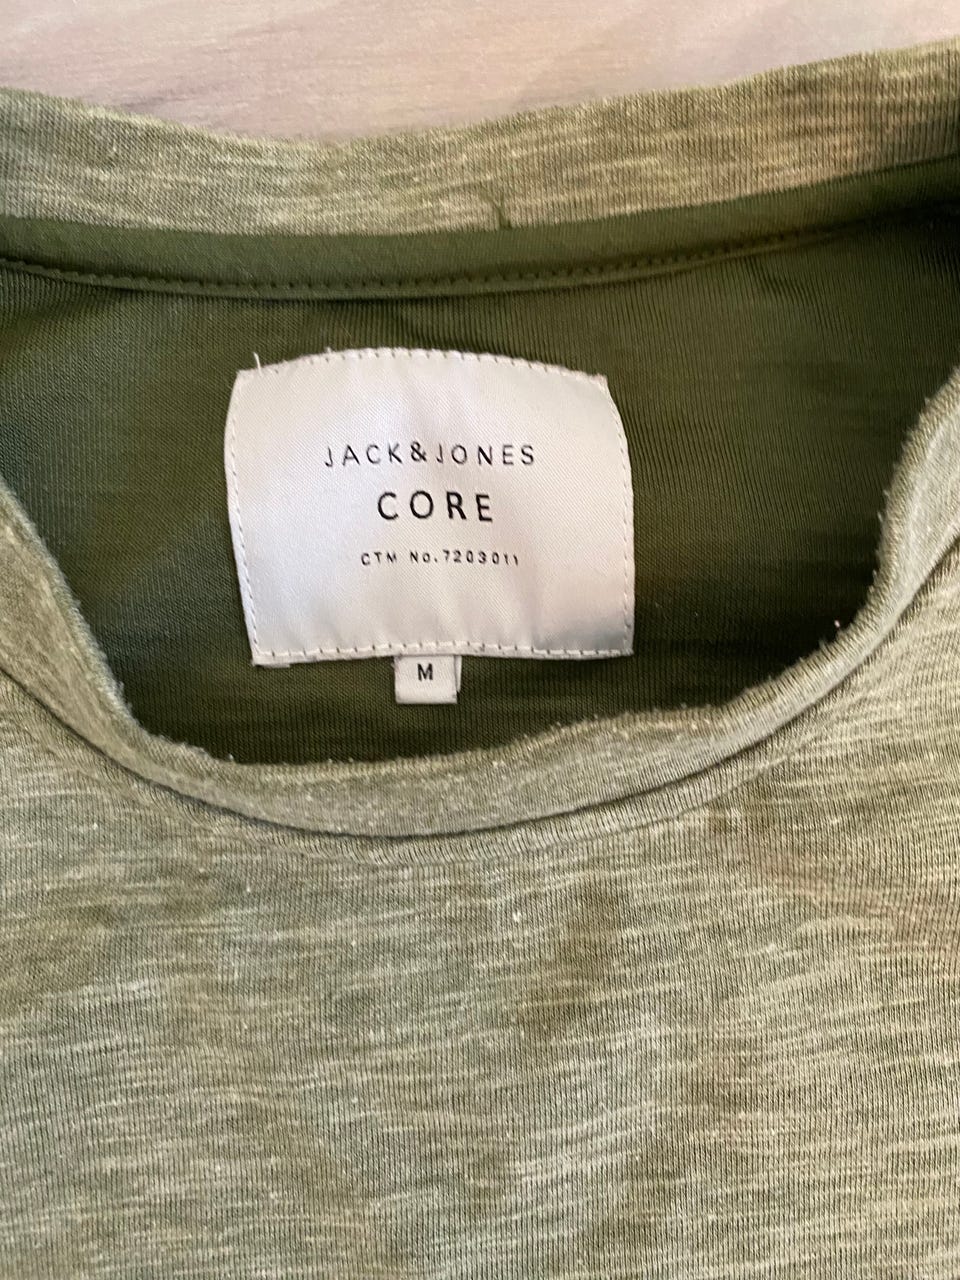 JACK&JONES
CORE
CTM No.7203011
M